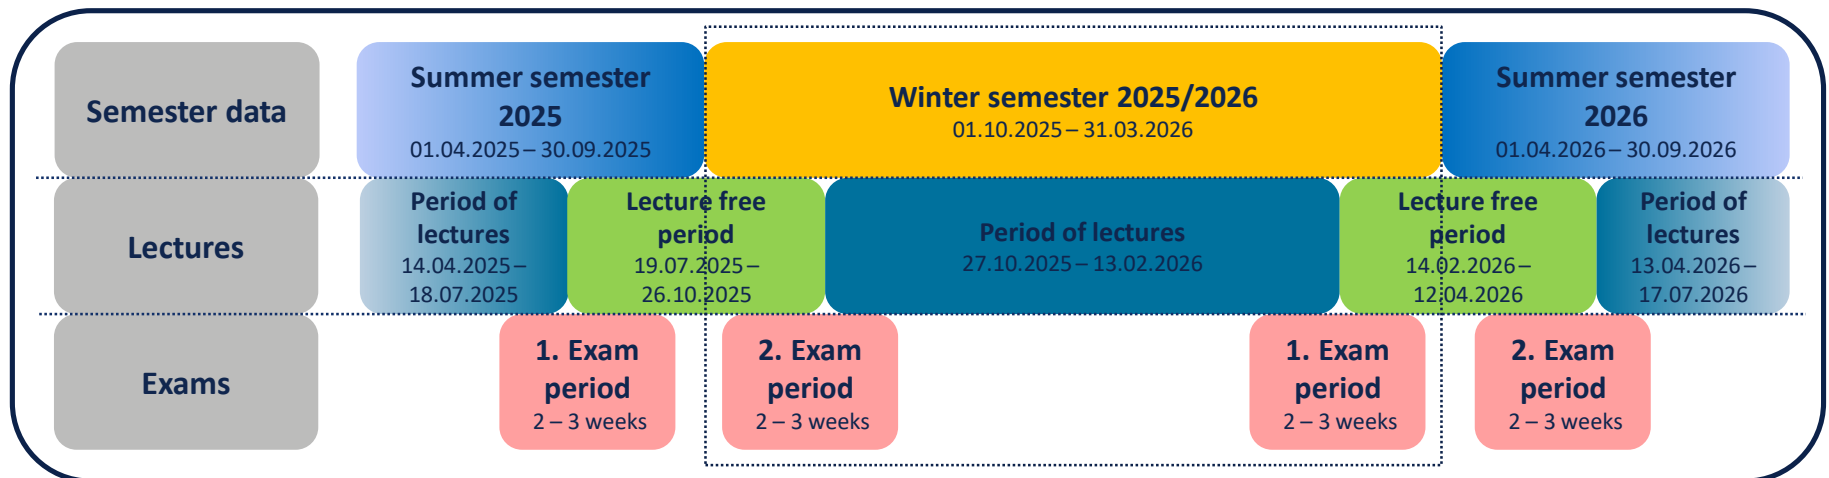 Semester data
Summer semester
2025
01.04.2025 – 30.09.2025
Winter semester 2025/2026
01.10.2025 – 31.03.2026
Summer semester
2026
01.04.2026 – 30.09.2026
Lectures
Period of
lectures
14.04.2025 –
18.07.2025
Lecture free
period
19.07.2025 –
26.10.2025
Period of lectures
27.10.2025 – 13.02.2026
Lecture free
period
14.02.2026 –
12.04.2026
Period of
lectures
13.04.2026 –
17.07.2026
Exams
1. Exam
period
2 – 3 weeks
2. Exam
period
2 – 3 weeks
1. Exam
period
2 – 3 weeks
2. Exam
period
2 – 3 weeks